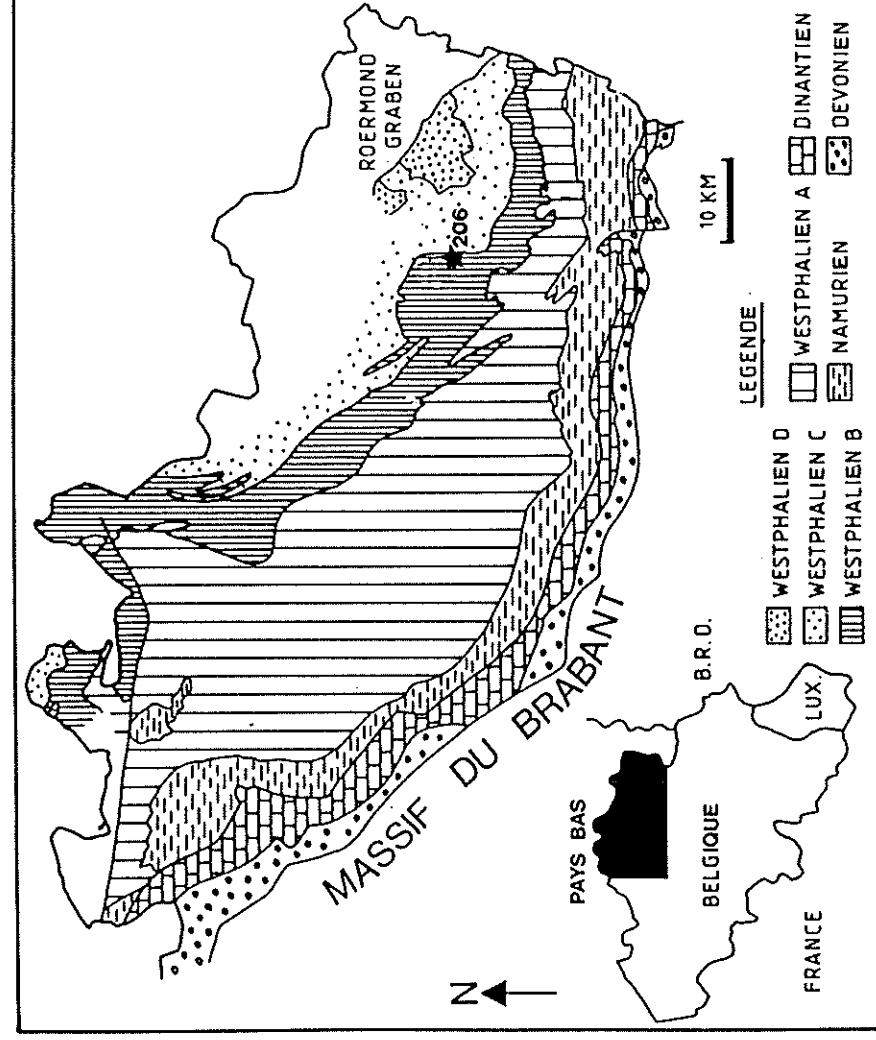 ROERMOND
GRABEN
206
10 KM
MASSIF DU BRABANT
N
PAYS BAS
B.R.D.
BELGIQUE
LUX.
FRANCE
LEGENDE
WESTPHALIEN D
WESTPHALIEN C
WESTPHALIEN B
WESTPHALIEN A
NAMURIEN
DINANTIEN
DEVONIEN